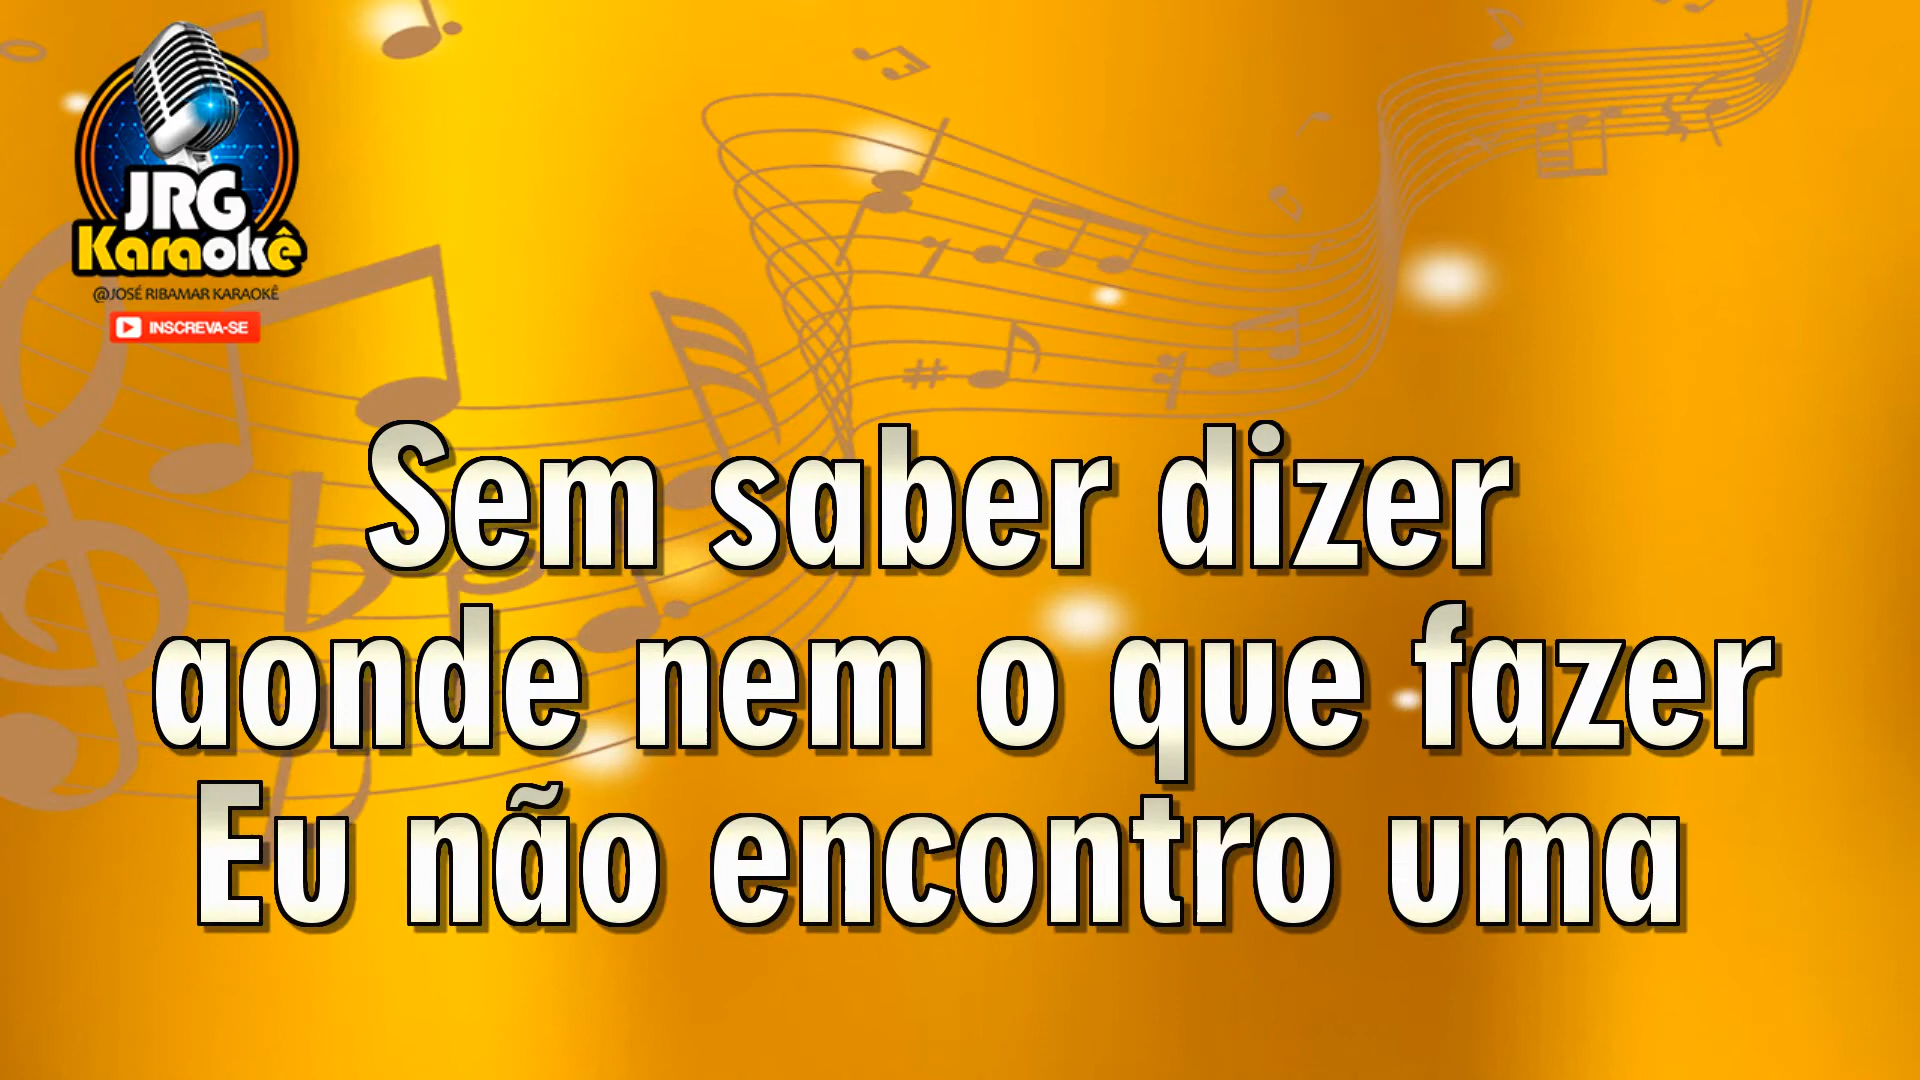 JRG
Karaokê
@JOSÉ RIBAMAR KARAOKÊ
INSCREVA-SE
Sem saber dizer
aonde nem o que fazer
Eu não encontro uma